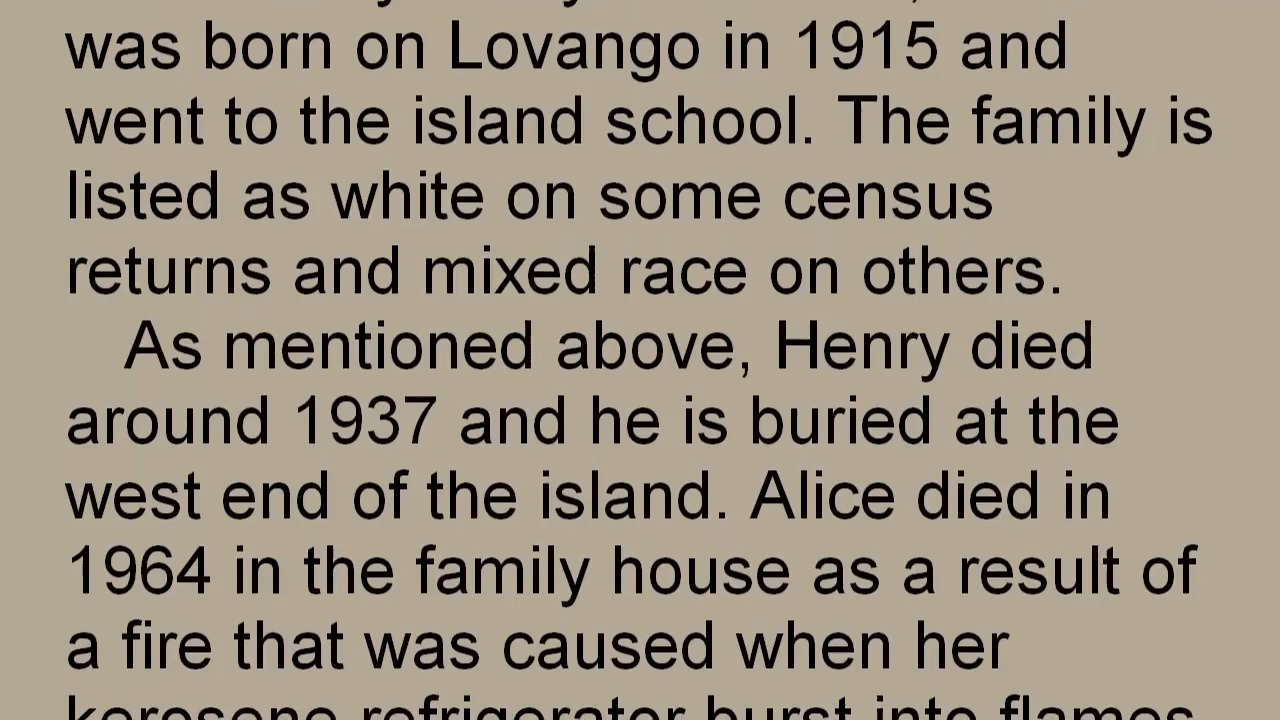 was born on Lovango in 1915 and
went to the island school. The family is
listed as white on some census
returns and mixed race on others.
As mentioned above, Henry died
around 1937 and he is buried at the
west end of the island. Alice died in
1964 in the family house as a result of
a fire that was caused when her
kerosene refrigerator burst into flames